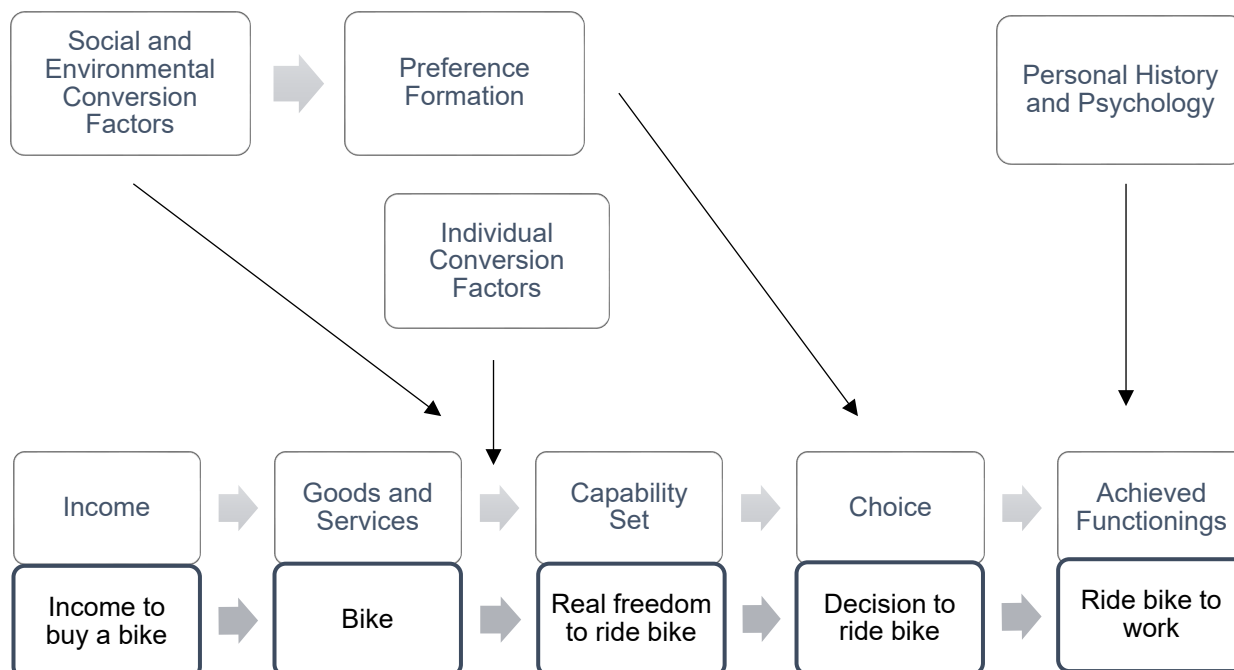 Social and
Environmental
Conversion
Factors
Preference
Formation
Personal History
and Psychology
Individual
Conversion
Factors
Income
Goods and
Services
Capability
Set
Choice
Achieved
Functionings
Income to
buy a bike
Bike
Real freedom
to ride bike
Decision to
ride bike
Ride bike to
work